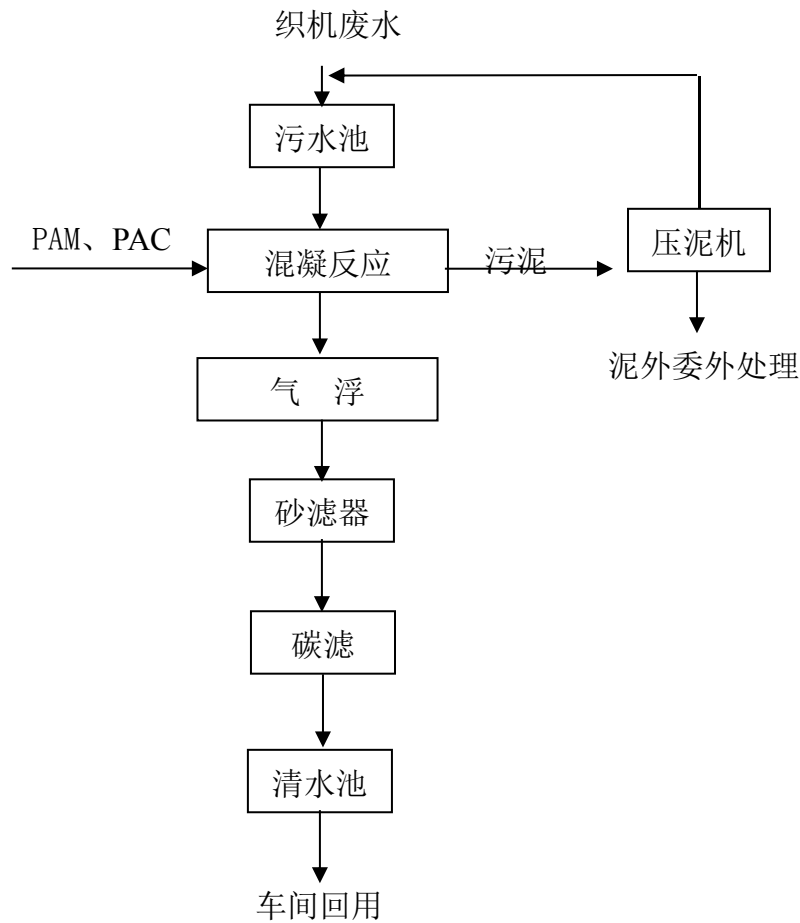 织机废水
污水池
PAM、PAC
混凝反应
污泥
压泥机
泥外委外处理
气 浮
砂滤器
碳滤
清水池
车间回用